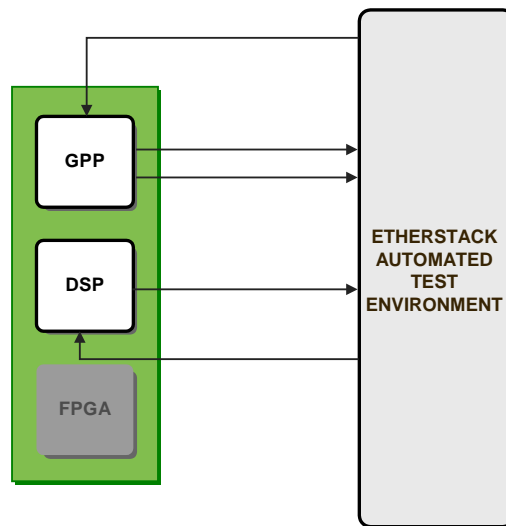 GPP
DSP
FPGA
ETHERSTACK
AUTOMATED
TEST
ENVIRONMENT